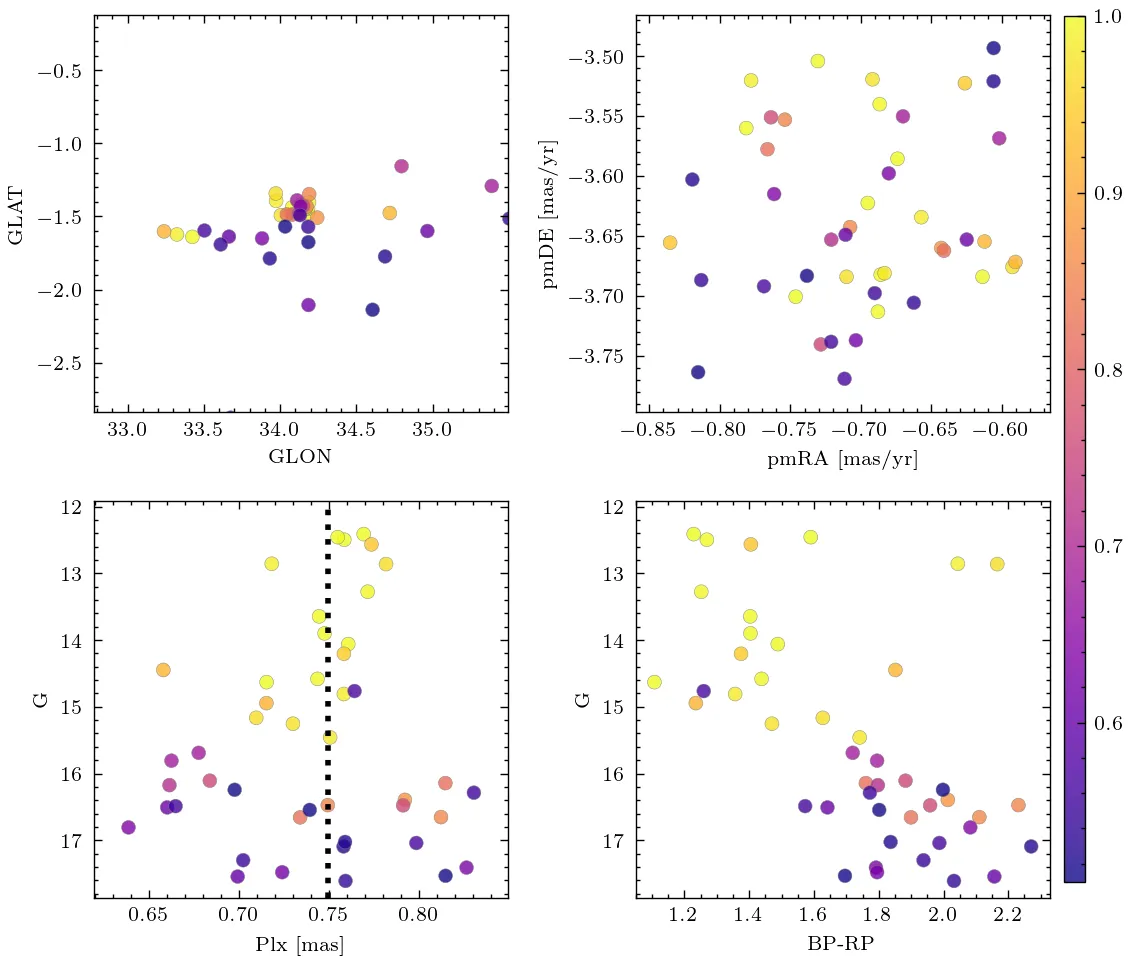 −0.5
−1.0
−1.5
−2.0
−2.5
GLAT
33.0 33.5 34.0 34.5 35.0
GLON
−3.50
−3.55
−3.60
−3.65
−3.70
−3.75
pmDE [mas/yr]
−0.85 −0.80 −0.75 −0.70 −0.65 −0.60
pmRA [mas/yr]
12
13
14
15
16
17
G
0.65 0.70 0.75 0.80
Plx [mas]
12
13
14
15
16
17
G
1.2 1.4 1.6 1.8 2.0 2.2
BP-RP
1.0
0.9
0.8
0.7
0.6